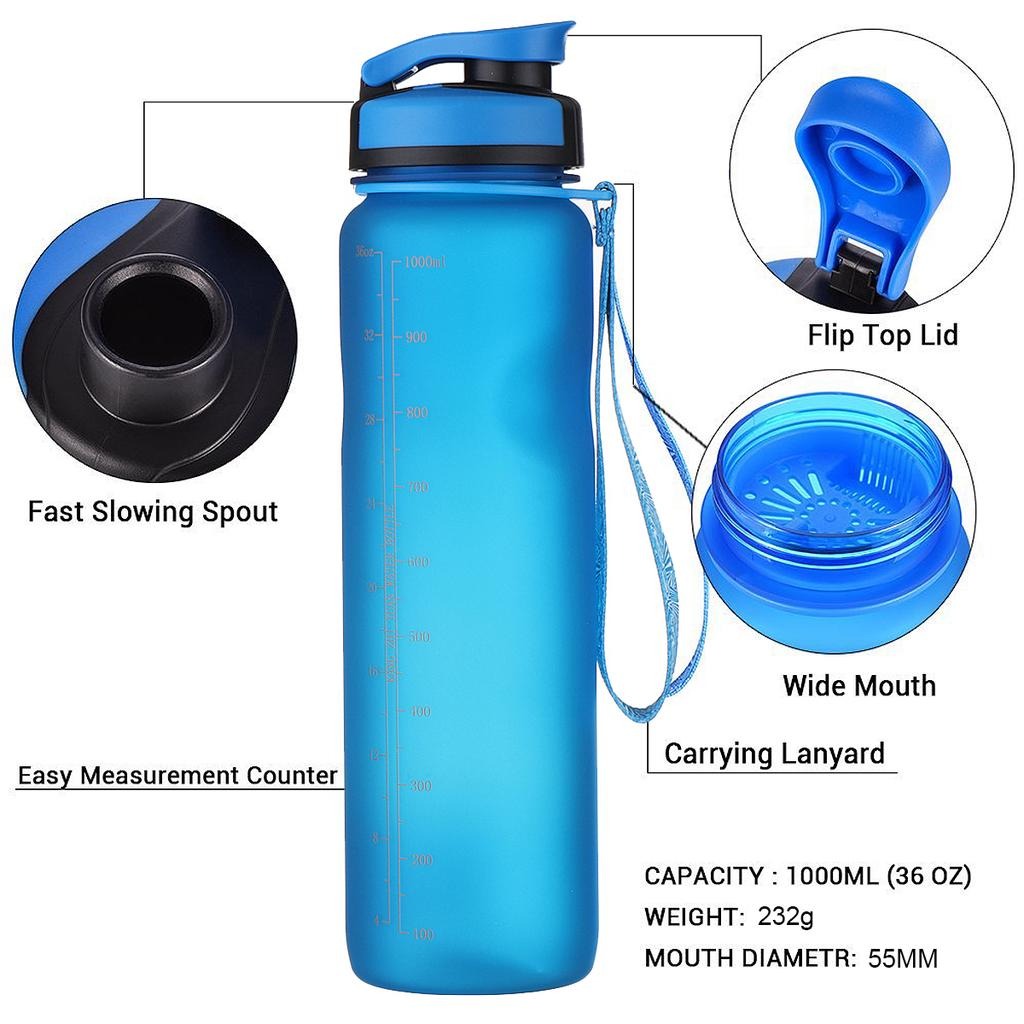 Flip Top Lid
Fast Slowing Spout
Wide Mouth
Carrying Lanyard
Easy Measurement Counter
36oz
32
28
24
20
16
12
8
4
1000ml
900
800
700
600
500
400
300
200
100
CAPACITY : 1000ML (36 OZ)
WEIGHT: 232g
MOUTH DIAMETR: 55MM